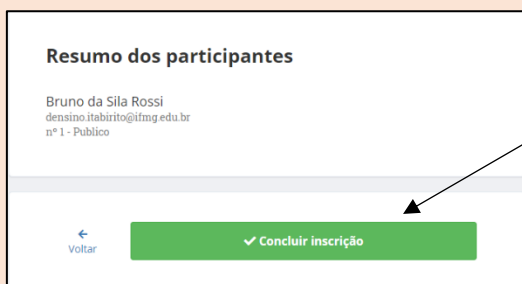 Resumo dos participantes
Bruno da Sila Rossi
densino.itabirito@ifmg.edu.br
nº 1 - Publico
← Voltar
✓ Concluir inscrição